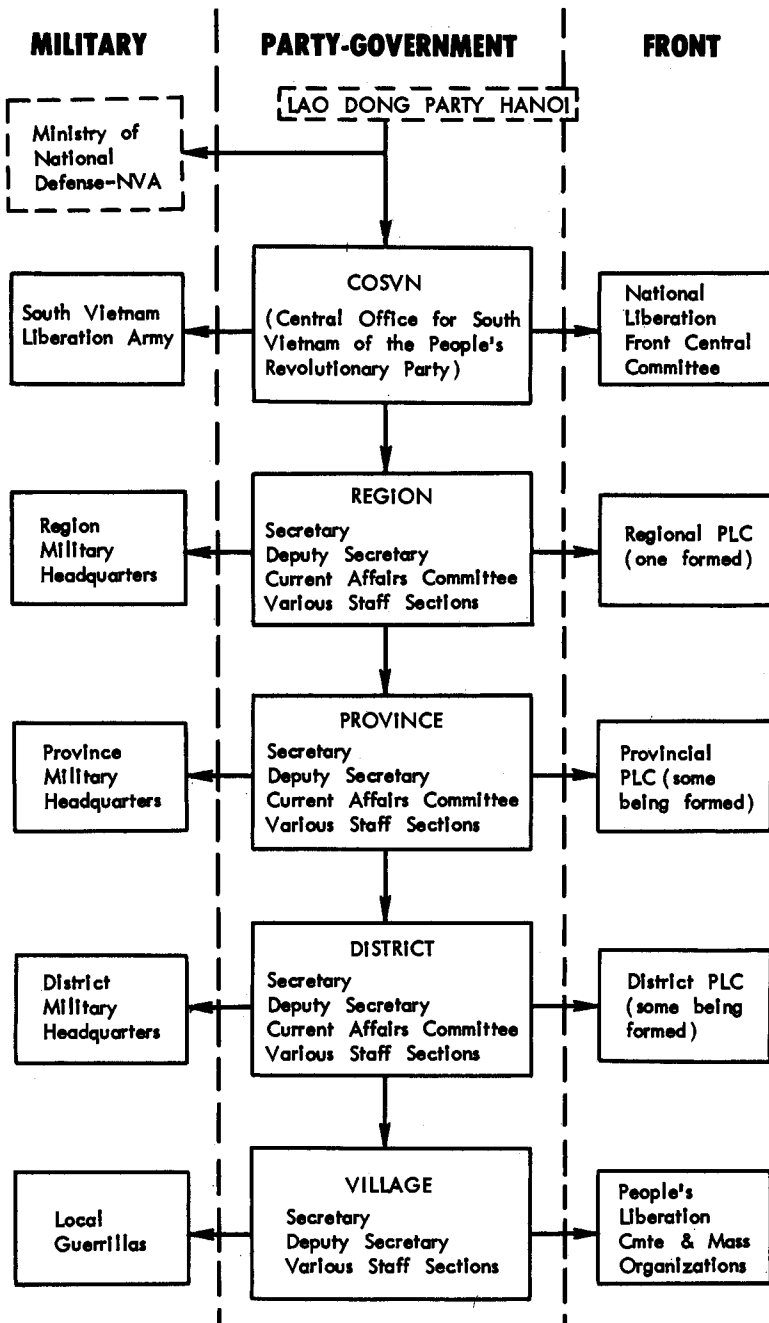 MILITARY
PARTY-GOVERNMENT
FRONT
LAO DONG PARTY HANOI
Ministry of
National
Defense-NVA
South Vietnam
Liberation Army
COSVN
(Central Office for South
Vietnam of the People's
Revolutionary Party)
National
Liberation
Front Central
Committee
Region
Military
Headquarters
REGION
Secretary
Deputy Secretary
Current Affairs Committee
Various Staff Sections
Regional PLC
(one formed)
Province
Military
Headquarters
PROVINCE
Secretary
Deputy Secretary
Current Affairs Committee
Various Staff Sections
Provincial
PLC (some
being formed)
District
Military
Headquarters
DISTRICT
Secretary
Deputy Secretary
Current Affairs Committee
Various Staff Sections
District PLC
(some being
formed)
Local
Guerrillas
VILLAGE
Secretary
Deputy Secretary
Various Staff Sections
People's
Liberation
Cmte & Mass
Organizations